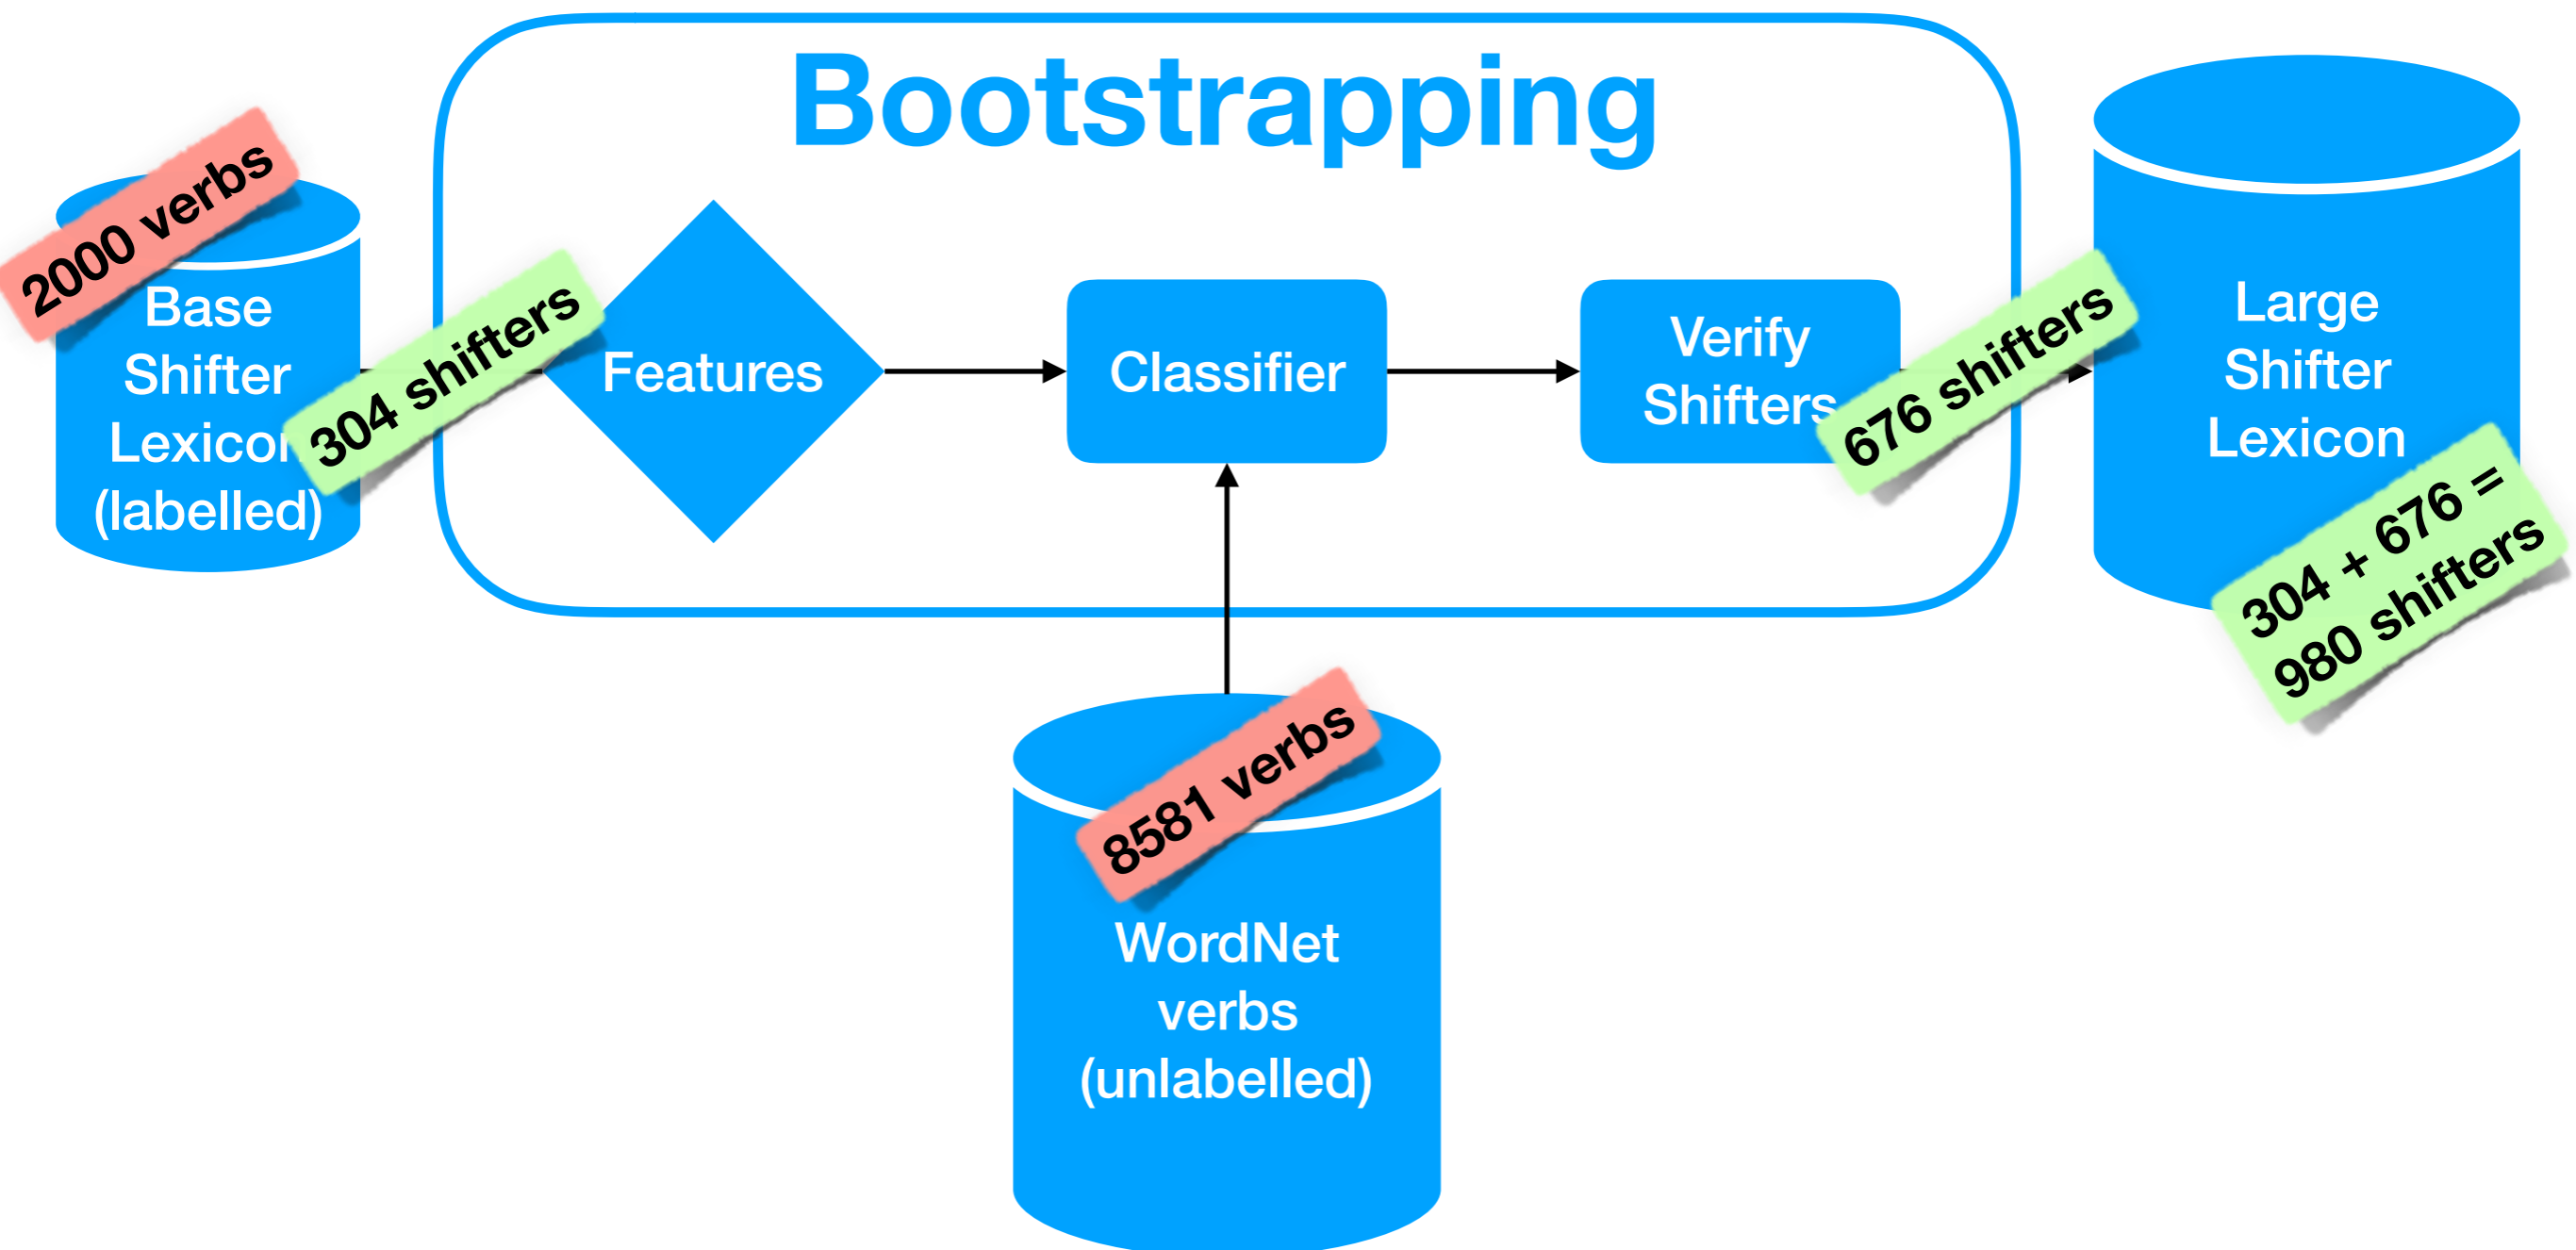 Bootstrapping
2000 verbs
Base
Shifter
Lexicon
(labelled)
304 shifters
Features
Classifier
Verify
Shifters
676 shifters
Large
Shifter
Lexicon
304 + 676 =
980 shifters
8581 verbs
WordNet
verbs
(unlabelled)